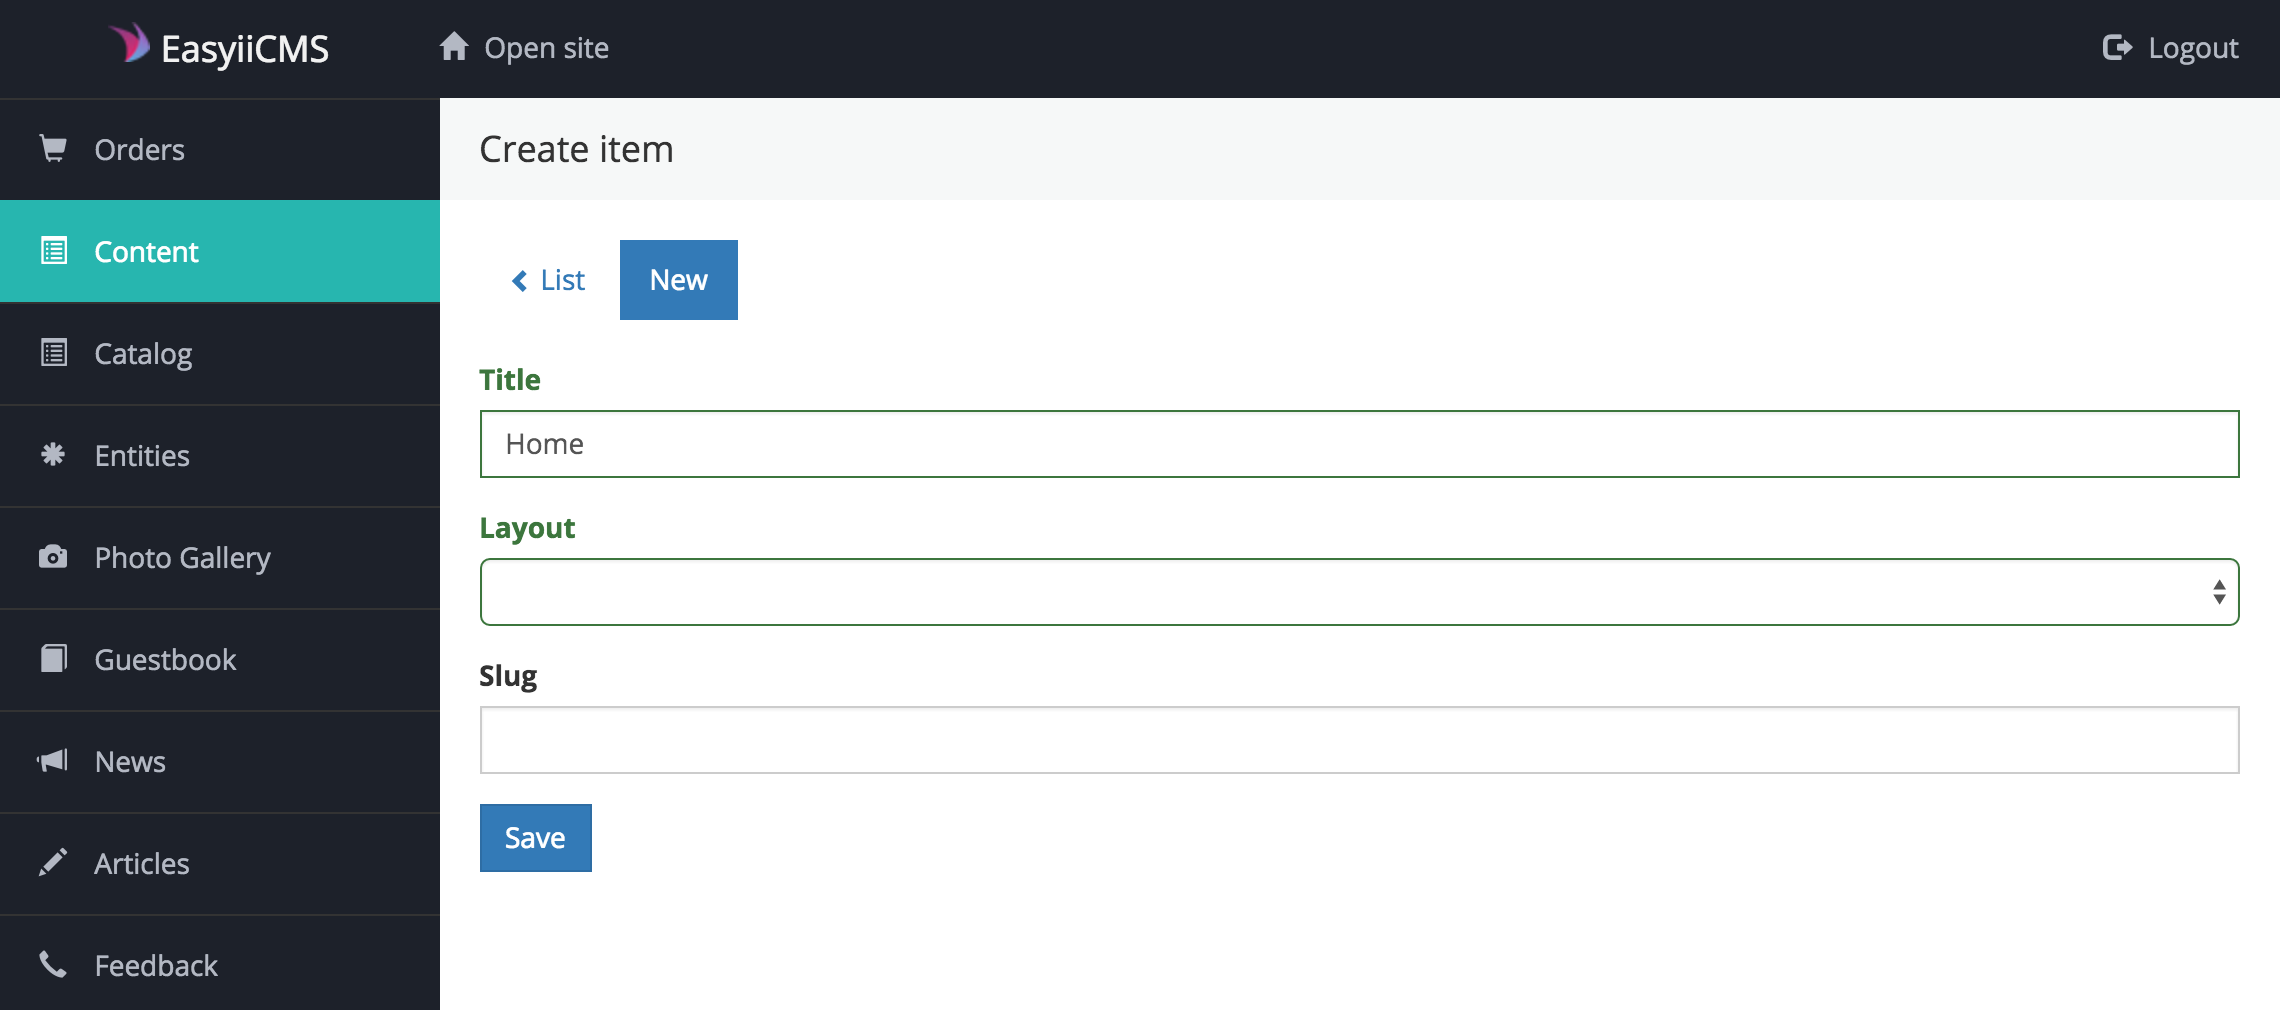 EasyiiCMS
Open site
Logout
Orders
Content
Catalog
Entities
Photo Gallery
Guestbook
News
Articles
Feedback
Create item
List
New
Title
Home
Layout
Slug
Save